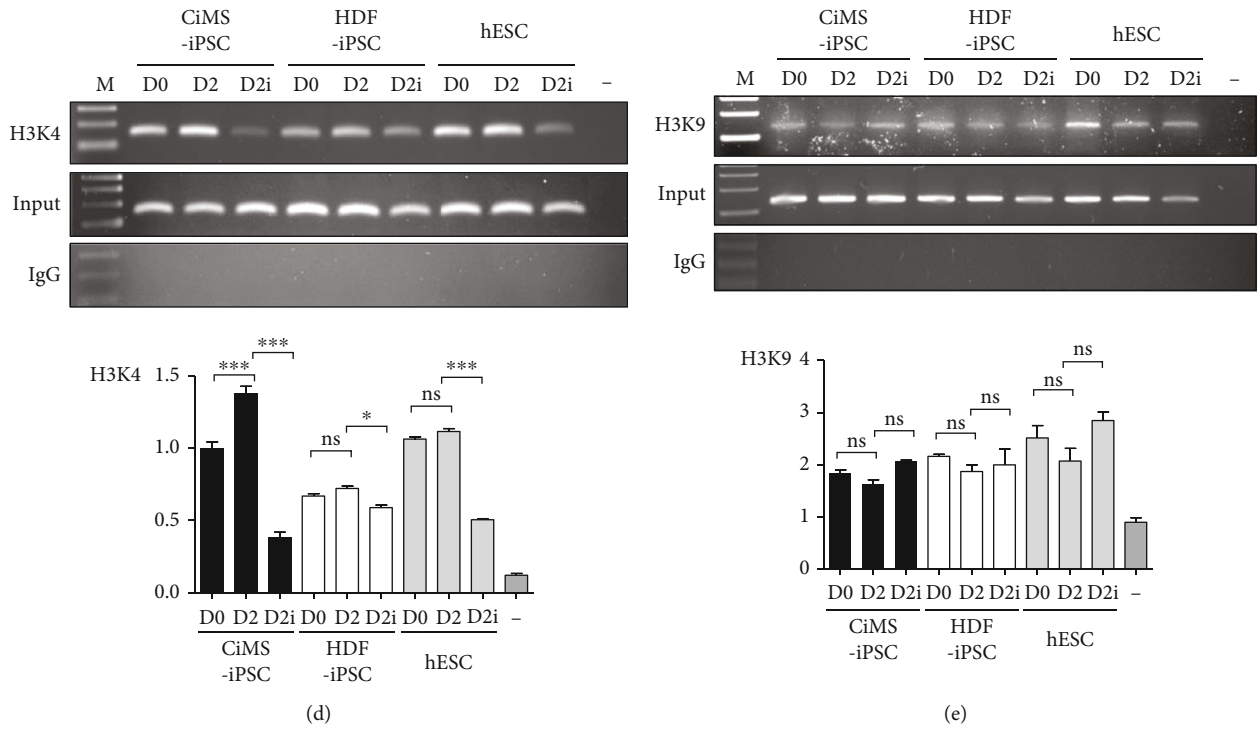 CiMS
-iPSC
HDF
-iPSC
hESC
M D0 D2 D2i D0 D2 D2i D0 D2 D2i –
H3K4
Input
IgG
H3K4
1.5
1.0
0.5
0.0
*** *** ns * ns ***
D0 D2 D2i D0 D2 D2i D0 D2 D2i –
CiMS
-iPSC
HDF
-iPSC
hESC
(d)
CiMS
-iPSC
HDF
-iPSC
hESC
M D0 D2 D2i D0 D2 D2i D0 D2 D2i –
H3K9
Input
IgG
H3K9
4
3
2
1
0
ns ns ns ns ns ns
D0 D2 D2i D0 D2 D2i D0 D2 D2i –
CiMS
-iPSC
HDF
-iPSC
hESC
(e)